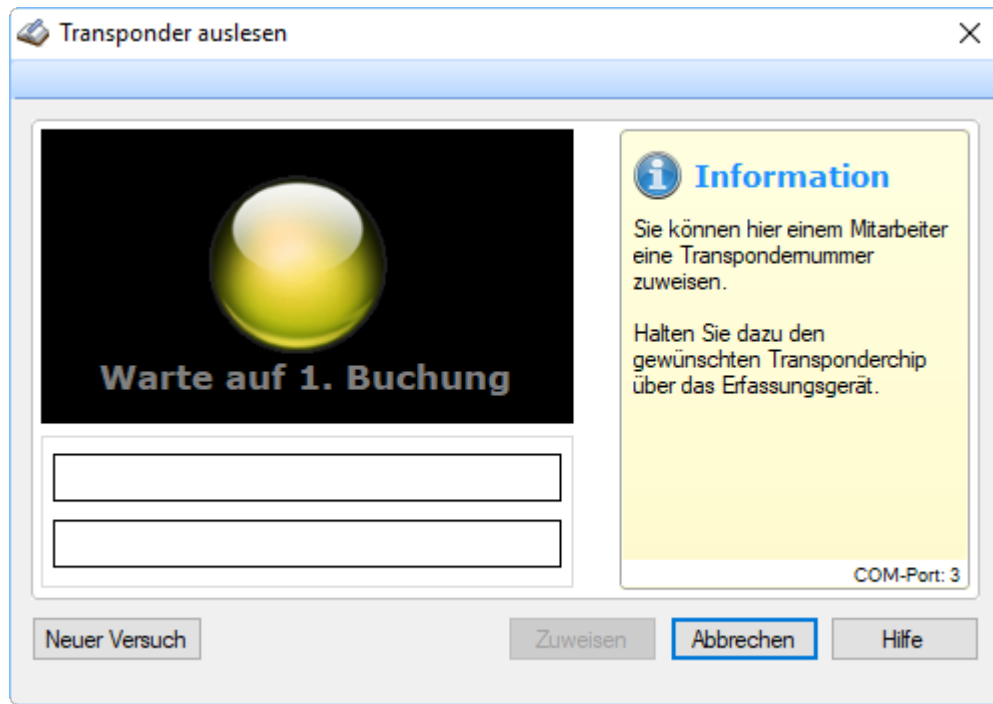 Transponder auslesen
Warte auf 1. Buchung
Information
Sie können hier einem Mitarbeiter
eine Transpondernummer
zuweisen.
Halten Sie dazu den
gewünschten Transponderchip
über das Erfassungsgerät.
COM-Port: 3
Neuer Versuch
Zuweisen
Abbrechen
Hilfe